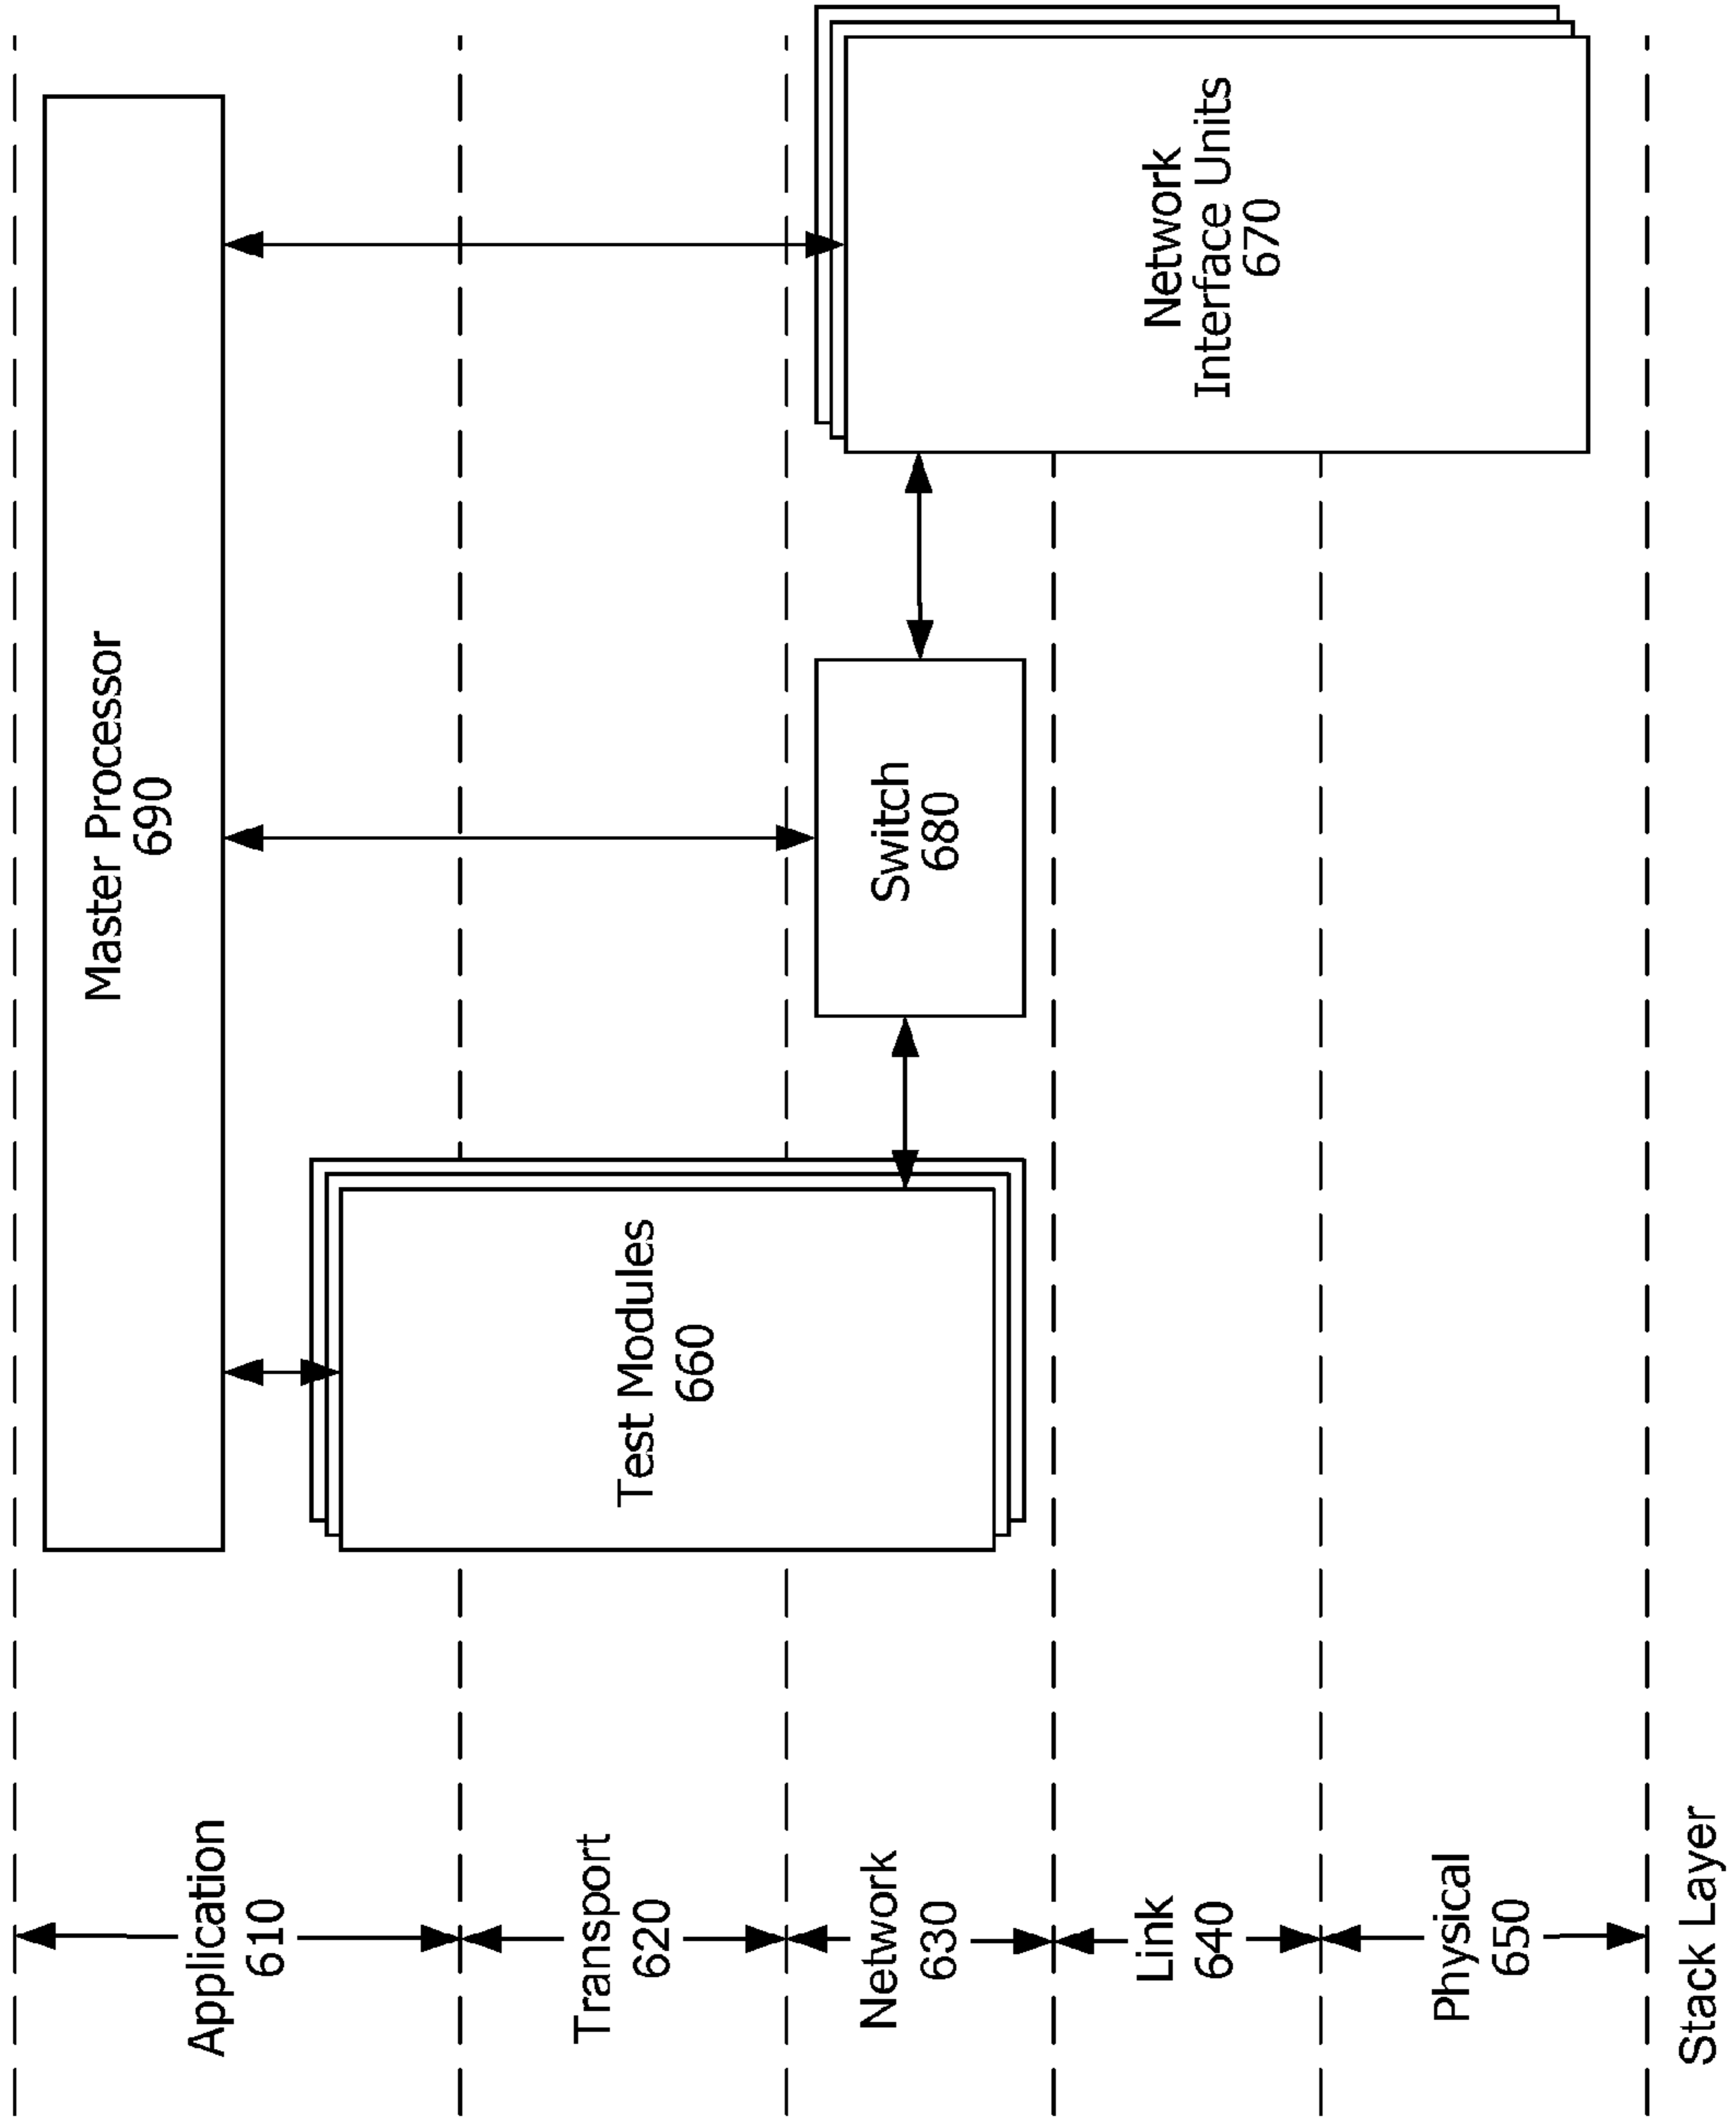 Master Processor
690
Test Modules
660
Switch
680
Network
Interface Units
670
Application
610
Transport
620
Network
630
Link
640
Physical
650
Stack Layer